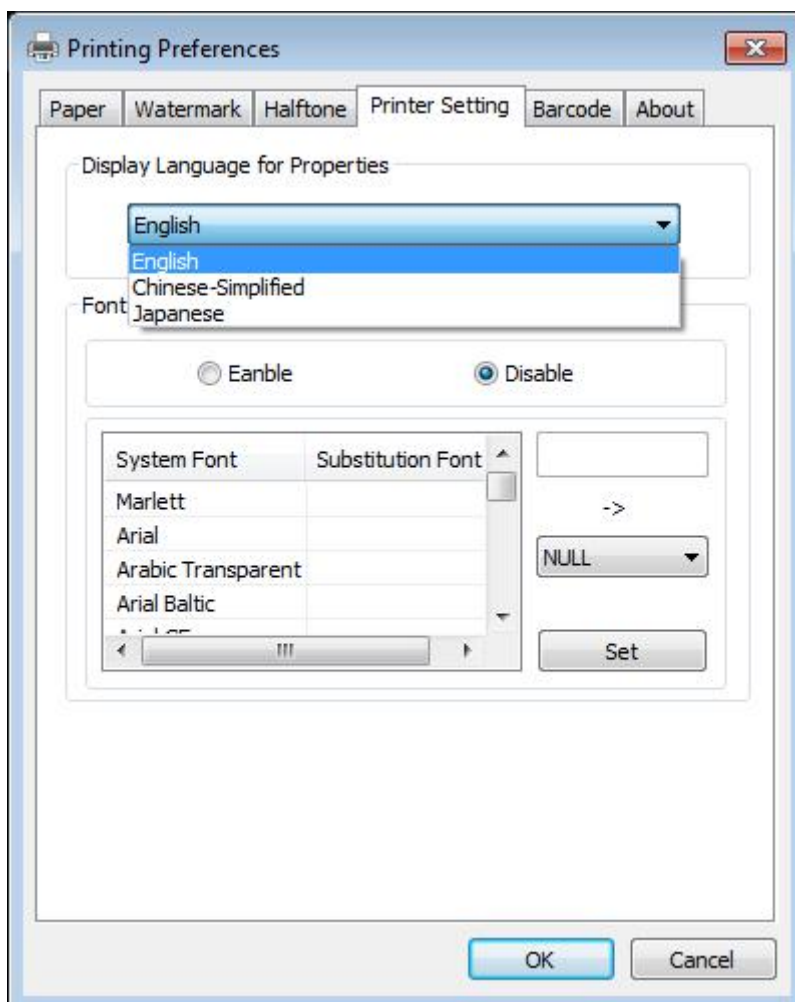 Printing Preferences
Paper Watermark Halftone Printer Setting Barcode About
Display Language for Properties
English
English
Chinese-Simplified
Japanese
Font
Eanble Disable
System Font Substitution Font
Marlett
->
Arial
NULL
Arabic Transparent
Arial Baltic
Set
OK Cancel